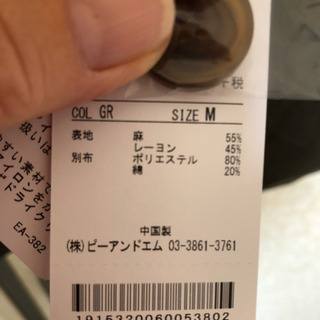 +税
COL GR SIZE M
表地 麻 55%
レーヨン 45%
別布 ポリエステル 80%
綿 20%
中国製
(株)ピーアンドエム 03-3861-3761
1915320060053802
EA-382